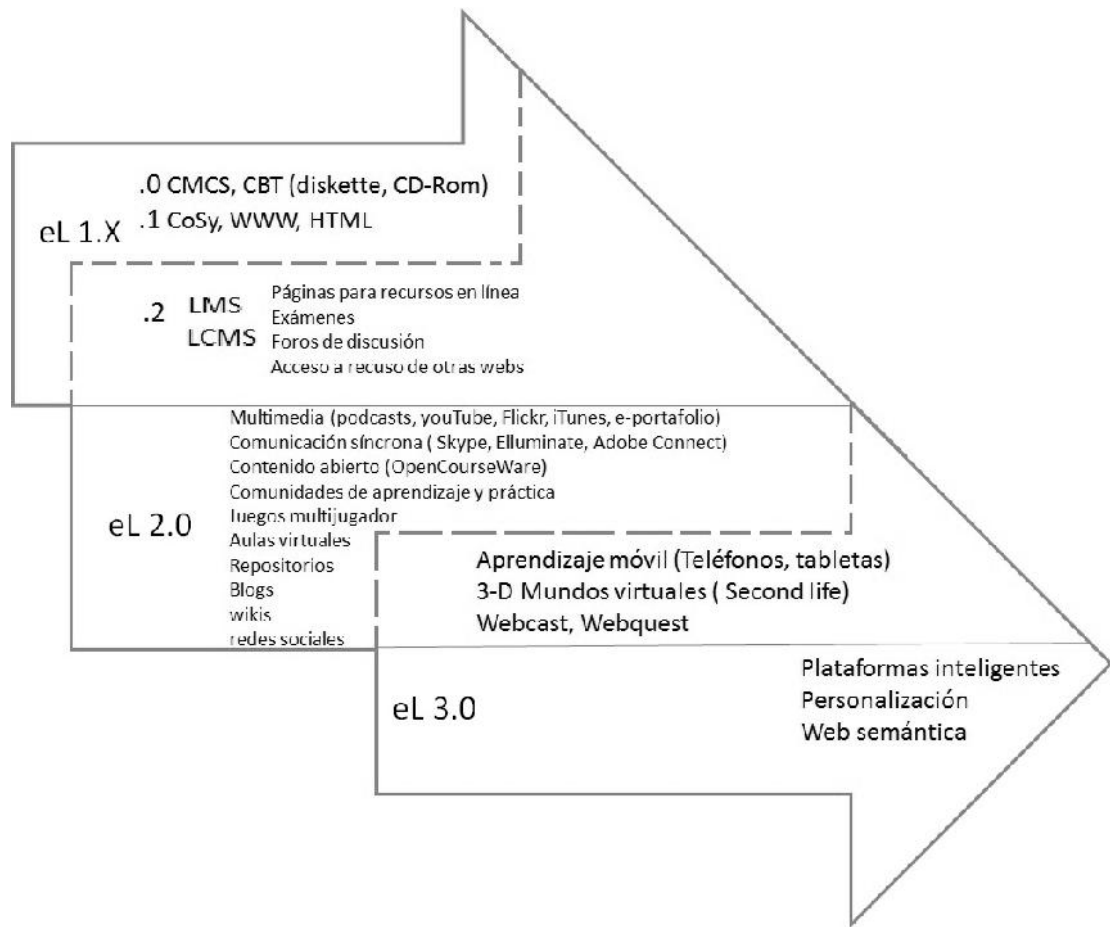 .0 CMCS, CBT (diskette, CD-Rom)
eL 1.X .1 CoSy, WWW, HTML
.2 LMS
LCMS
Páginas para recursos en línea
Exámenes
Foros de discusión
Acceso a recuso de otras webs
eL 2.0
Multimedia (podcasts, youTube, Flickr, iTunes, e-portafolio)
Comunicación síncrona ( Skype, Elluminate, Adobe Connect)
Contenido abierto (OpenCourseWare)
Comunidades de aprendizaje y práctica
Juegos multijugador
Aulas virtuales
Repositorios
Blogs
wikis
redes sociales
Aprendizaje móvil (Teléfonos, tabletas)
3-D Mundos virtuales ( Second life)
Webcast, Webquest
eL 3.0
Plataformas inteligentes
Personalización
Web semántica